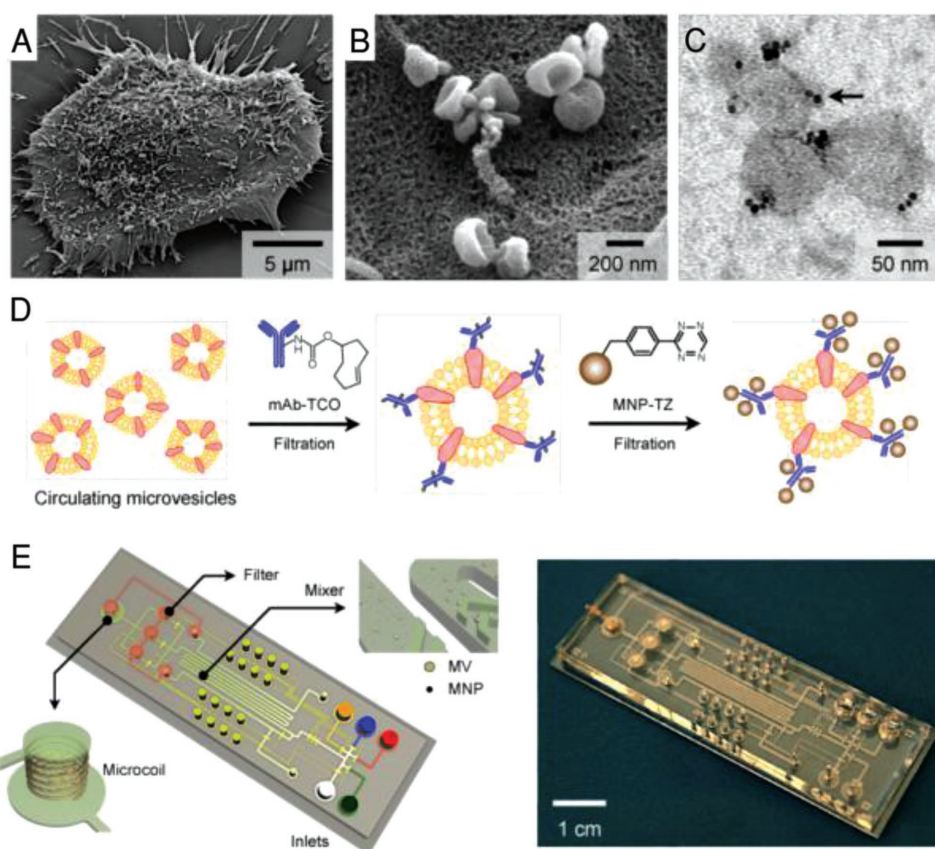 A
5 μm
B
200 nm
C
50 nm
D
Circulating microvesicles
mAb-TCO
Filtration
MNP-TZ
Filtration
N
H
O
O
N
N
N
N
E
Filter
Mixer
MV
MNP
Microcoil
Inlets
1 cm